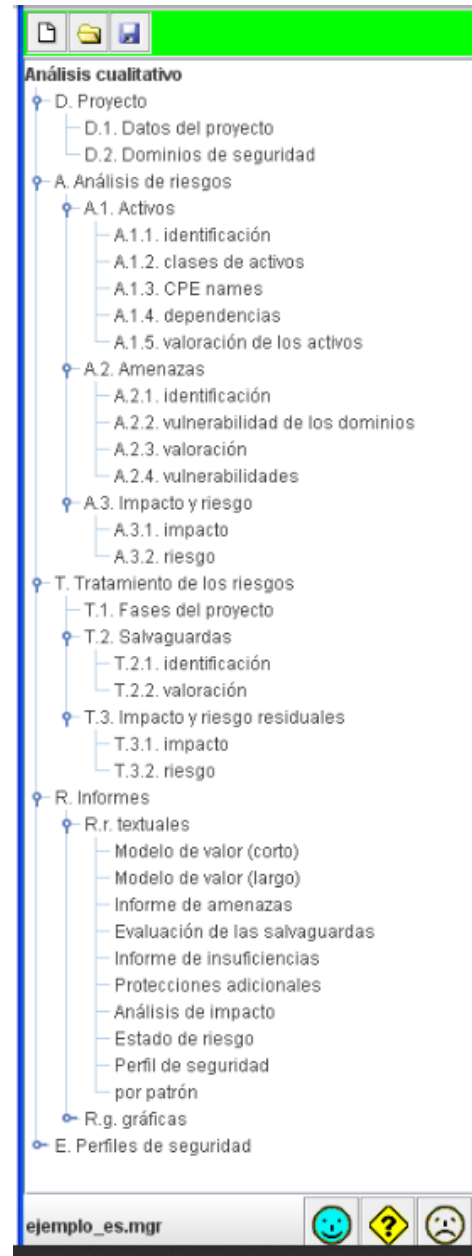 Análisis cualitativo
D. Proyecto
D.1. Datos del proyecto
D.2. Dominios de seguridad
A. Análisis de riesgos
A.1. Activos
A.1.1. identificación
A.1.2. clases de activos
A.1.3. CPE names
A.1.4. dependencias
A.1.5. valoración de los activos
A.2. Amenazas
A.2.1. identificación
A.2.2. vulnerabilidad de los dominios
A.2.3. valoración
A.2.4. vulnerabilidades
A.3. Impacto y riesgo
A.3.1. impacto
A.3.2. riesgo
T. Tratamiento de los riesgos
T.1. Fases del proyecto
T.2. Salvaguardas
T.2.1. identificación
T.2.2. valoración
T.3. Impacto y riesgo residuales
T.3.1. impacto
T.3.2. riesgo
R. Informes
R.r. textuales
Modelo de valor (corto)
Modelo de valor (largo)
Informe de amenazas
Evaluación de las salvaguardas
Informe de insuficiencias
Protecciones adicionales
Análisis de impacto
Estado de riesgo
Perfil de seguridad
por patrón
R.g. gráficas
E. Perfiles de seguridad
ejemplo_es.mgr
?